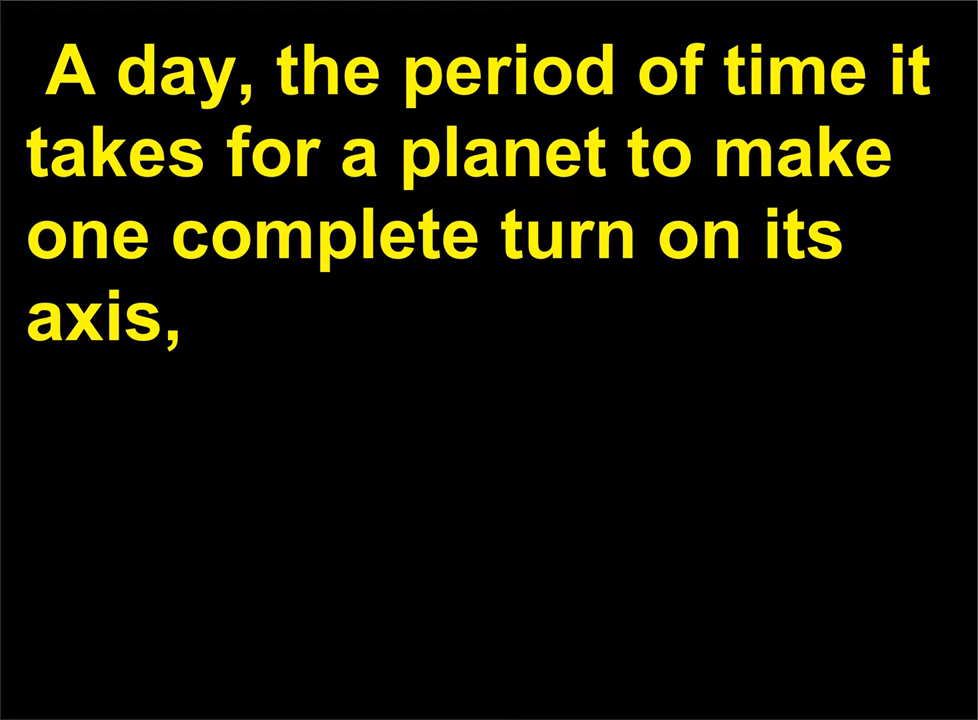 A day, the period of time it
takes for a planet to make
one complete turn on its
axis,